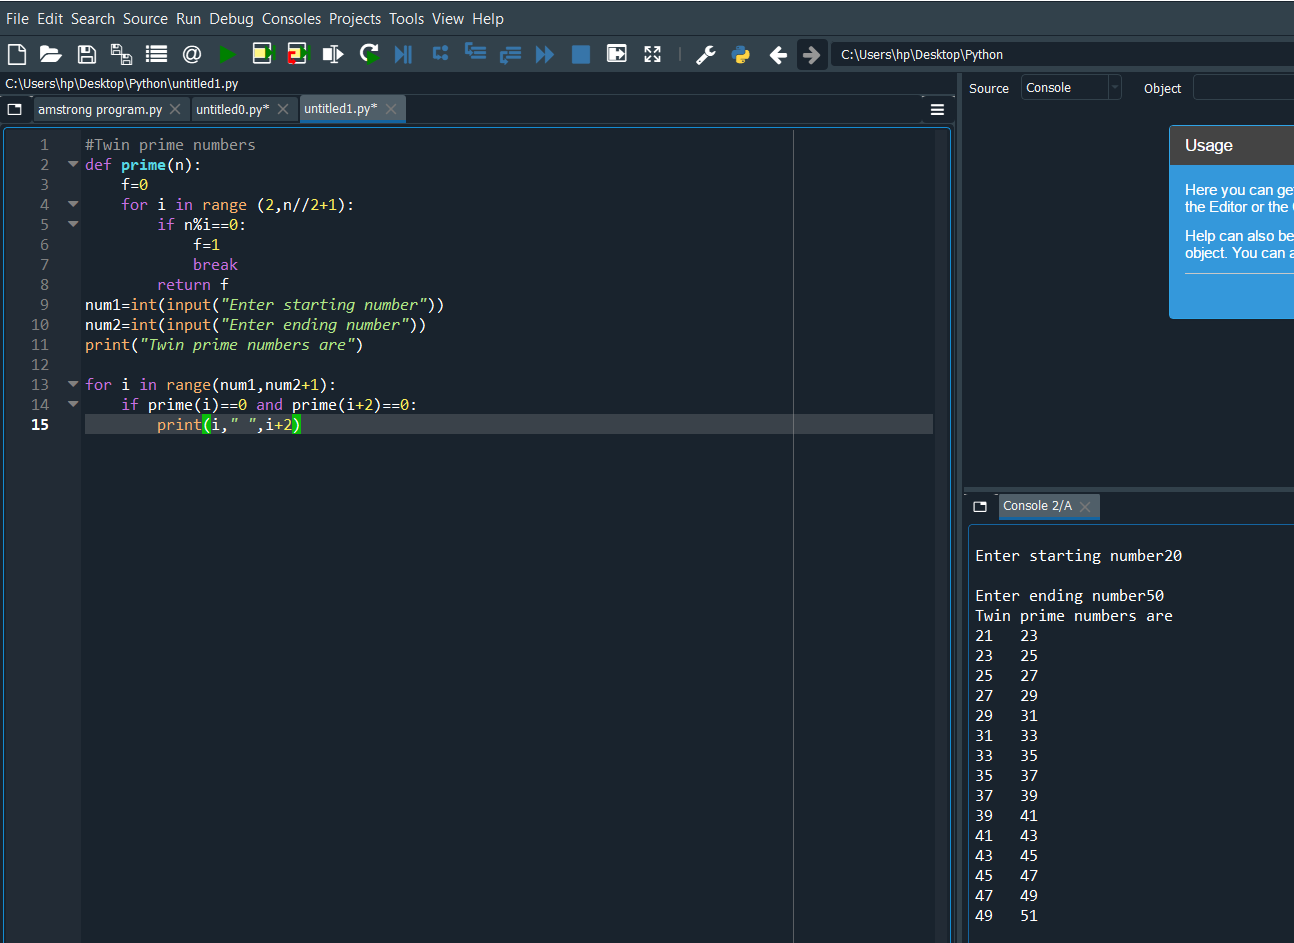 File Edit Search Source Run Debug Consoles Projects Tools View Help
C:\Users\hp\Desktop\Python
C:\Users\hp\Desktop\Python\untitled1.py
Source Console Object
amstrong program.py untitled0.py* untitled1.py*
1 #Twin prime numbers
2 def prime(n):
3     f=0
4     for i in range (2,n//2+1):
5         if n%i==0:
6             f=1
7             break
8         return f
9 num1=int(input("Enter starting number"))
10 num2=int(input("Enter ending number"))
11 print("Twin prime numbers are")
12
13 for i in range(num1,num2+1):
14     if prime(i)==0 and prime(i+2)==0:
15         print(i," ",i+2)
Usage
Here you can ge
the Editor or the
Help can also be
object. You can a
Console 2/A
Enter starting number20
Enter ending number50
Twin prime numbers are
21   23
23   25
25   27
27   29
29   31
31   33
33   35
35   37
37   39
39   41
41   43
43   45
45   47
47   49
49   51